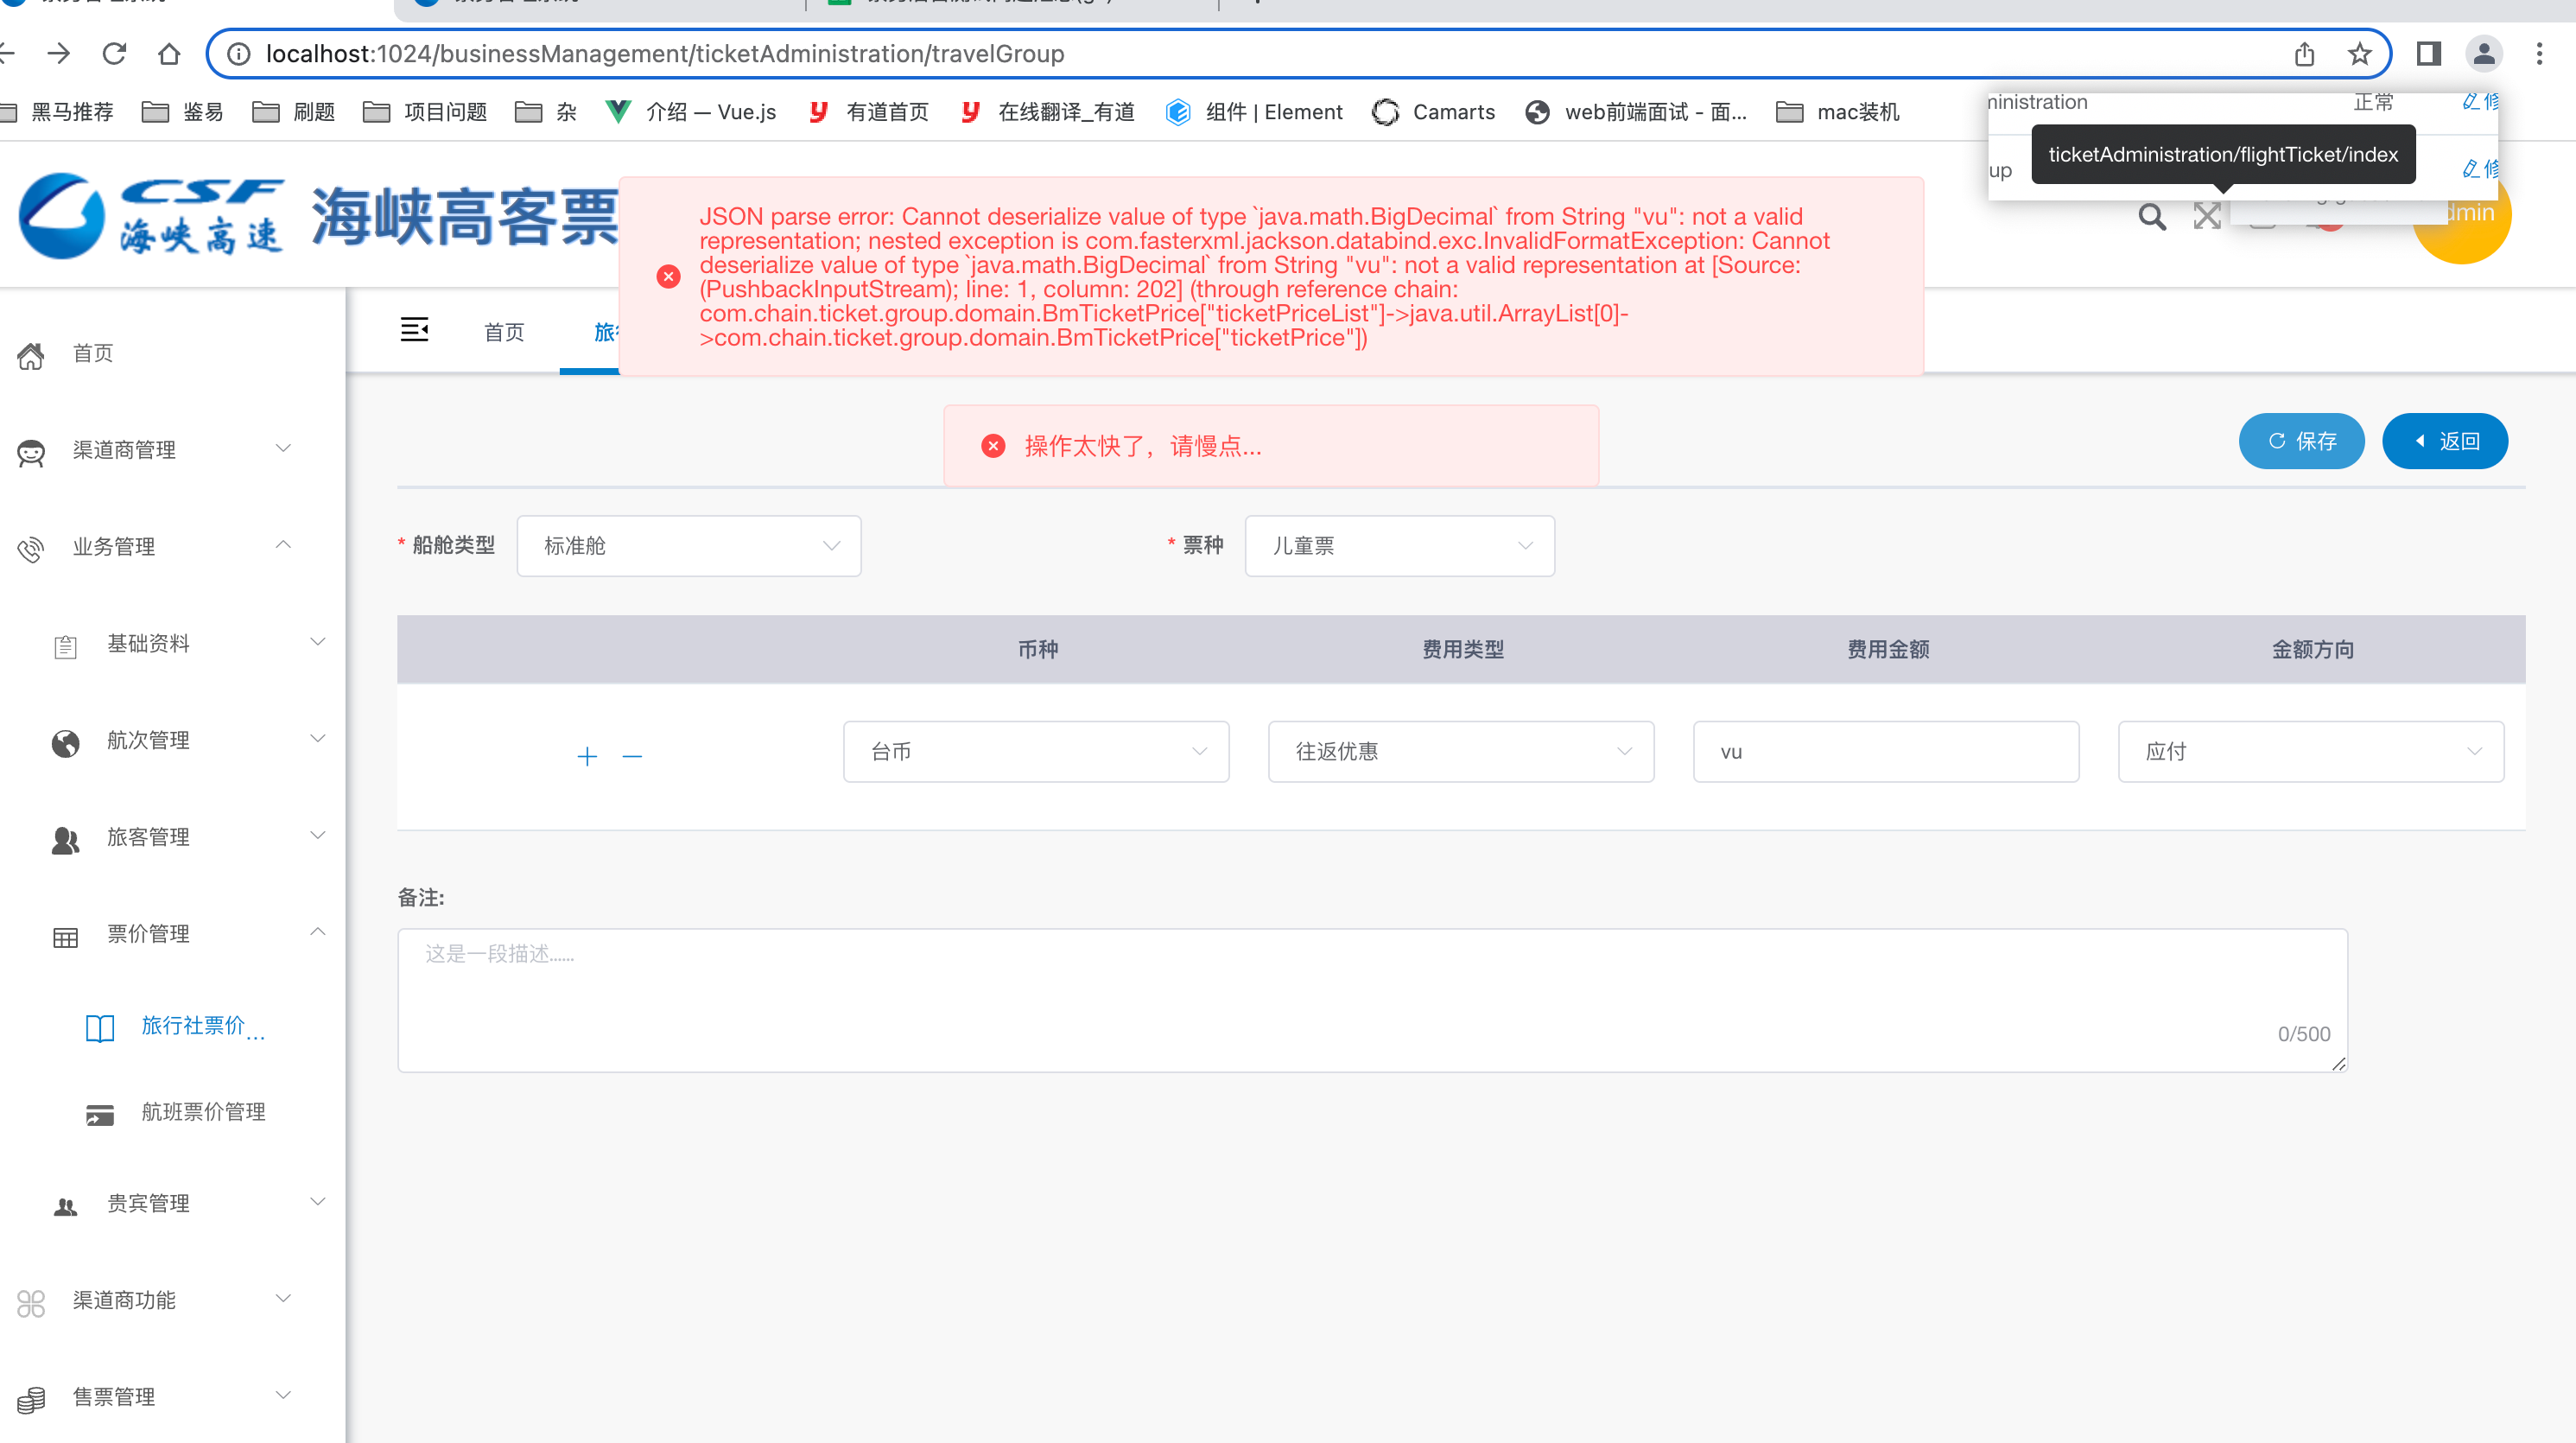 localhost:1024/businessManagement/ticketAdministration/travelGroup
黑马推荐 鉴易 刷题 项目问题 杂 介绍 — Vue.js 有道首页 在线翻译_有道 组件 | Element Camarts web前端面试 - 面... mac装机
ministration 正常 修
ticketAdministration/flightTicket/index
up 修
CSF
海峡高速
海峡高客票
dmin
JSON parse error: Cannot deserialize value of type `java.math.BigDecimal` from String "vu": not a valid
representation; nested exception is com.fasterxml.jackson.databind.exc.InvalidFormatException: Cannot
deserialize value of type `java.math.BigDecimal` from String "vu": not a valid representation at [Source:
(PushbackInputStream); line: 1, column: 202] (through reference chain:
com.chain.ticket.group.domain.BmTicketPrice["ticketPriceList"]->java.util.ArrayList[0]-
>com.chain.ticket.group.domain.BmTicketPrice["ticketPrice"])
首页
操作太快了，请慢点...
保存 返回
首页
渠道商管理
业务管理
基础资料
航次管理
旅客管理
票价管理
旅行社票价...
航班票价管理
贵宾管理
渠道商功能
售票管理
* 船舱类型 标准舱 * 票种 儿童票
币种 费用类型 费用金额 金额方向
台币 往返优惠 vu 应付
备注:
这是一段描述......
0/500